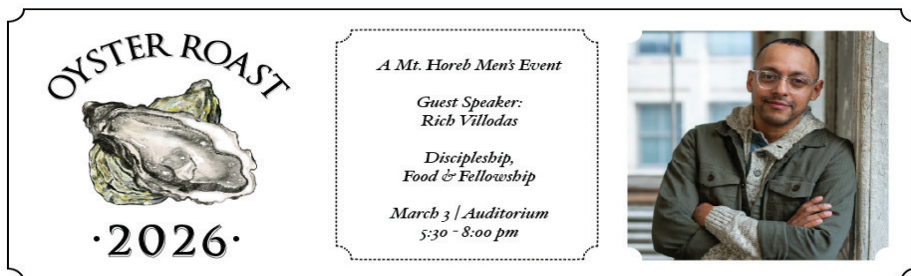 OYSTER ROAST
·2026·
A Mt. Horeb Men's Event
Guest Speaker:
Rich Villodas
Discipleship,
Food & Fellowship
March 3 | Auditorium
5:30 - 8:00 pm